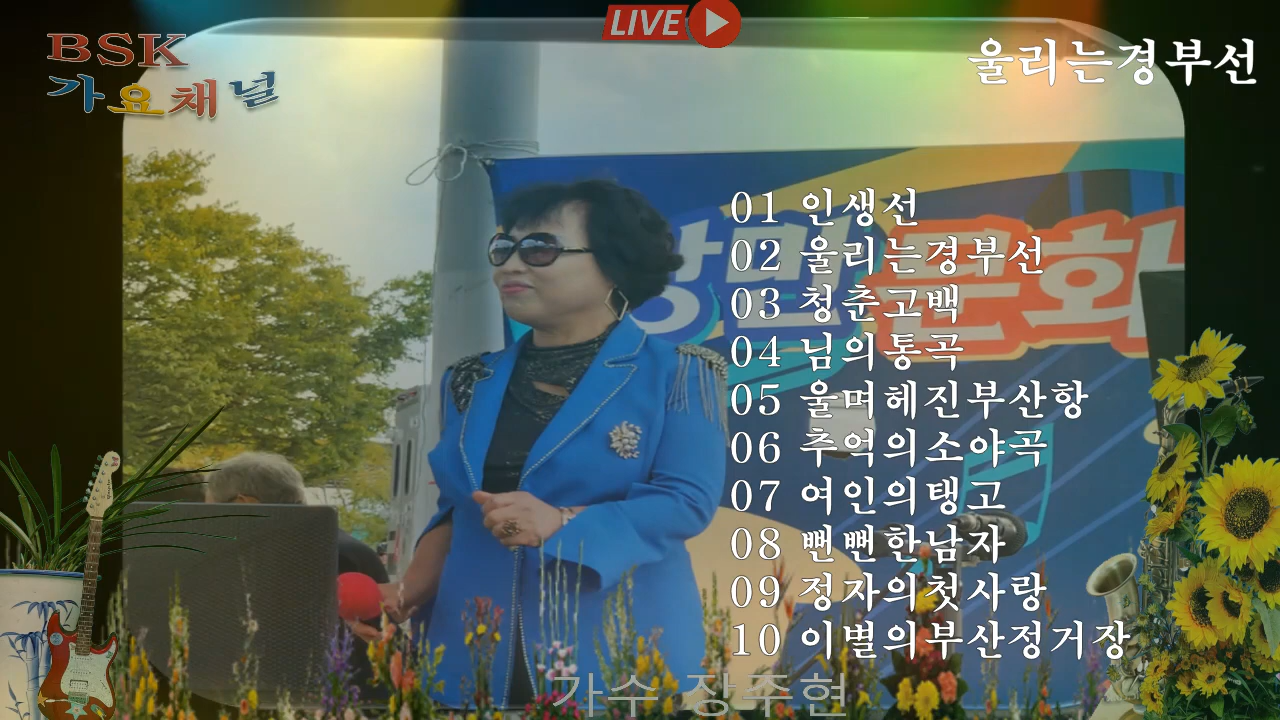 LIVE
BSK
가요채널
울리는경부선
문화
01 인생선
02 울리는경부선
03 청춘고백
04 님의통곡
05 울며헤진부산항
06 추억의소야곡
07 여인의탱고
08 뻔뻔한남자
09 정자의첫사랑
10 이별의부산정거장
가수 장주현